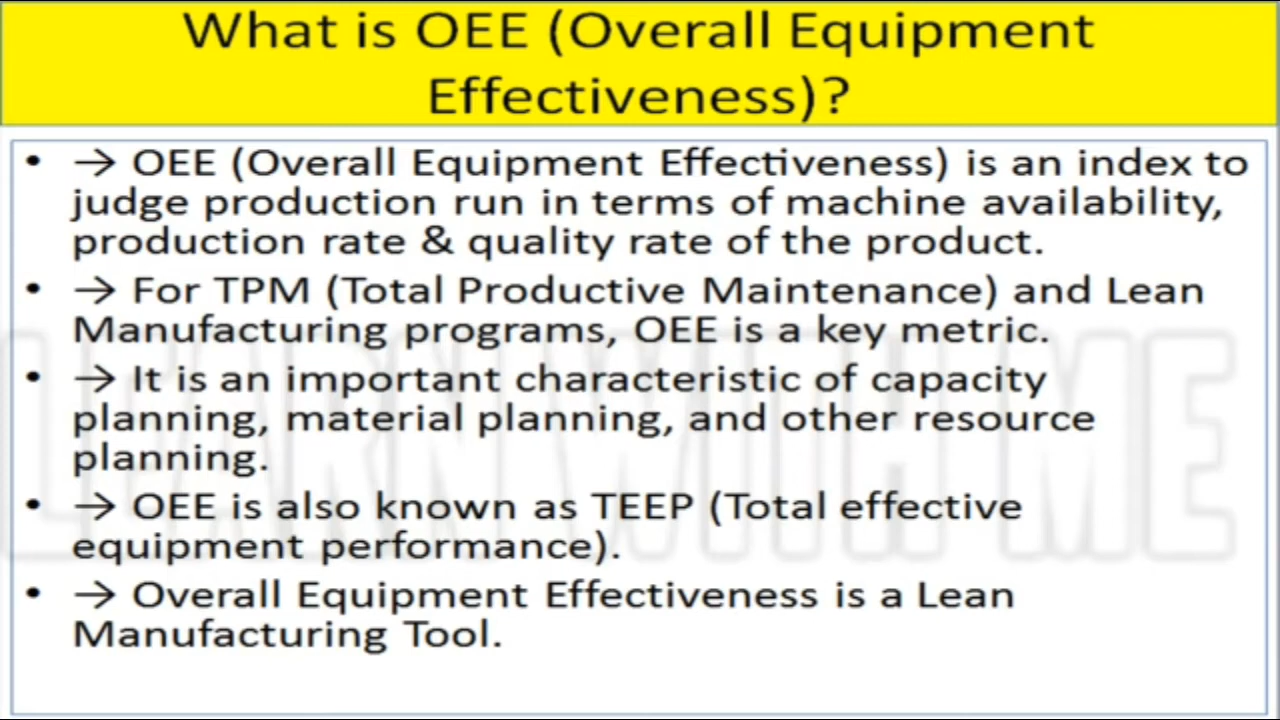 What is OEE (Overall Equipment
Effectiveness)?
• → OEE (Overall Equipment Effectiveness) is an index to
judge production run in terms of machine availability,
production rate & quality rate of the product.
• → For TPM (Total Productive Maintenance) and Lean
Manufacturing programs, OEE is a key metric.
• → It is an important characteristic of capacity
planning, material planning, and other resource
planning.
• → OEE is also known as TEEP (Total effective
equipment performance).
• → Overall Equipment Effectiveness is a Lean
Manufacturing Tool.
LEARN WITH ME